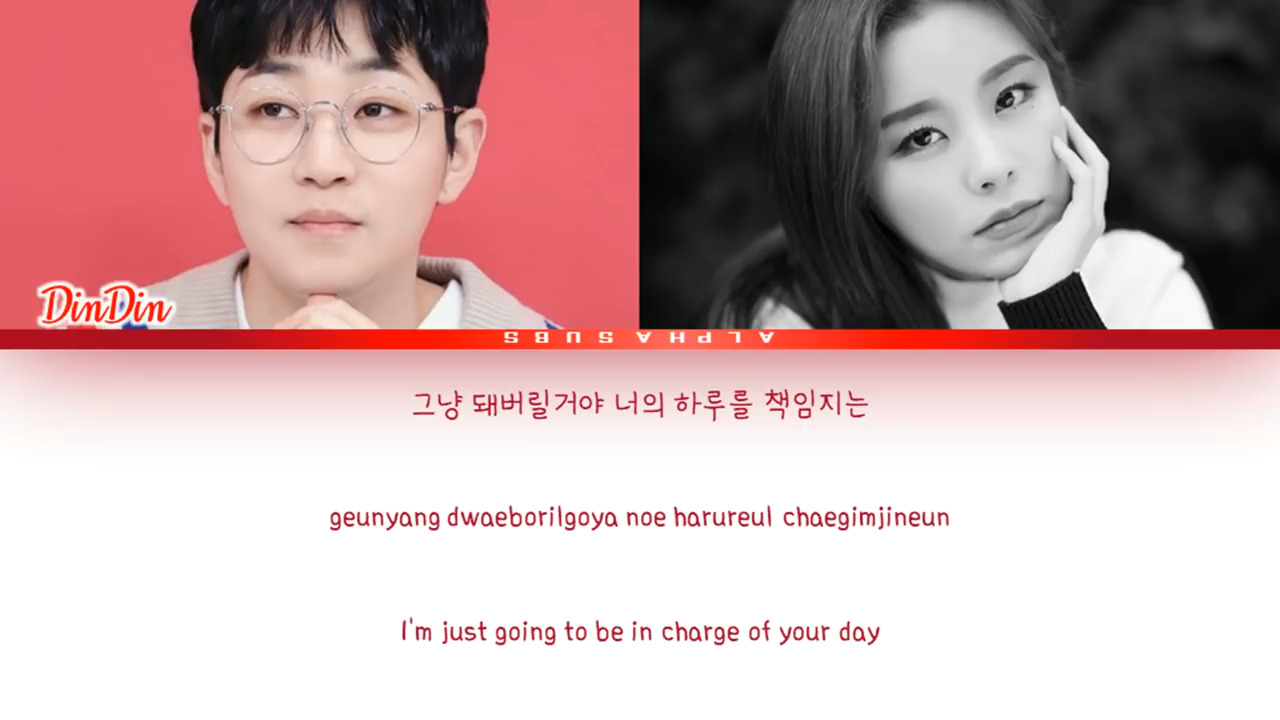 DinDin
ALPHA SUBS
그냥 돼버릴거야 너의 하루를 책임지는
geunyang dwaeborilgoya noe harureul chaegimjineun
I'm just going to be in charge of your day